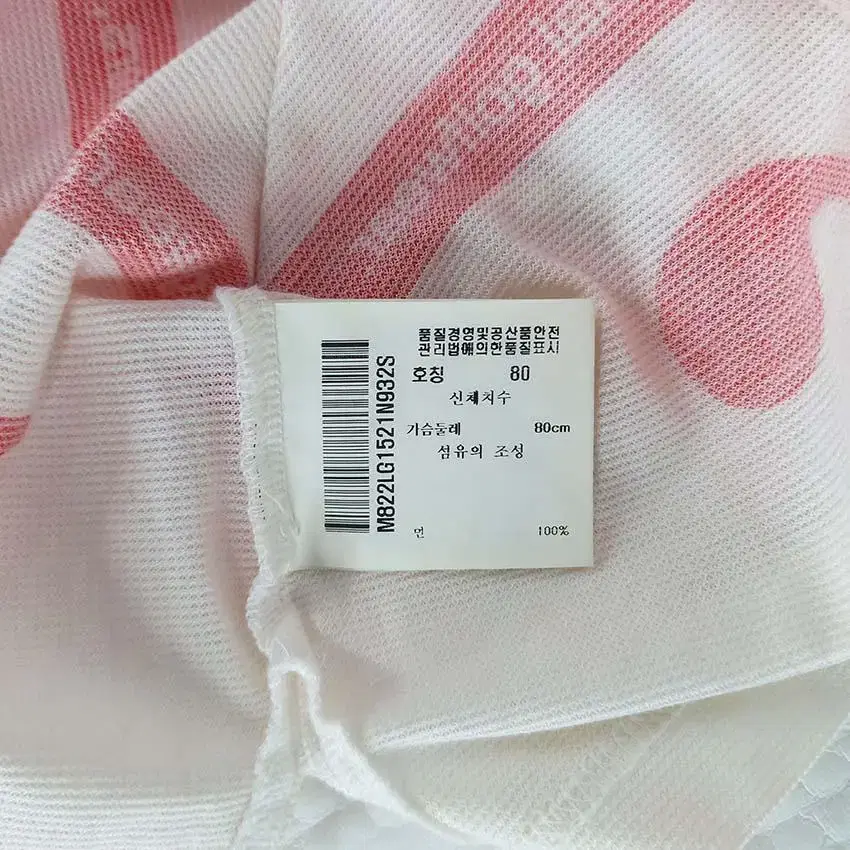 품질경영및공산품안전
관리법에의한품질표시
호칭 80
신체치수
가슴둘레 80cm
섬유의 조성
면 100%
M822LG1521N932S